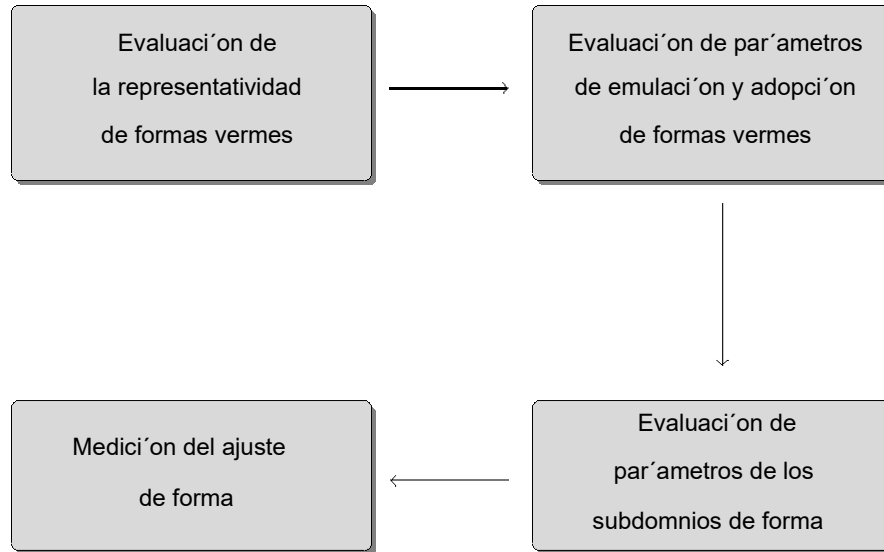 Evaluaci´on de
la representatividad
de formas vermes
Evaluaci´on de par´ametros
de emulaci´on y adopci´on
de formas vermes
Evaluaci´on de
par´ametros de los
subdomnios de forma
Medici´on del ajuste
de forma